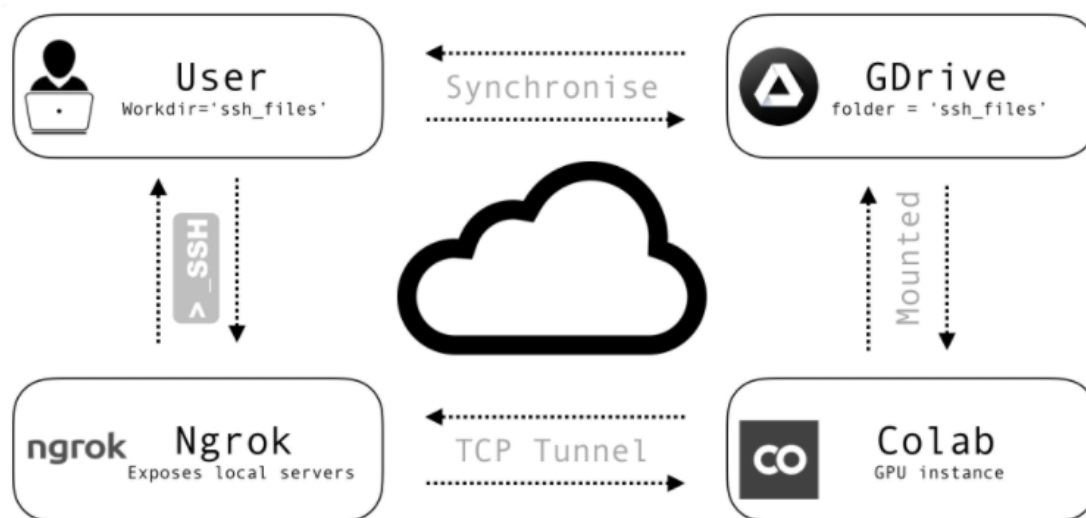 User
Workdir=‘ssh_files’
Synchronise
GDrive
folder = ‘ssh_files’
>_SSH
Mounted
ngrok
Ngrok
Exposes local servers
TCP Tunnel
CO
Colab
GPU instance